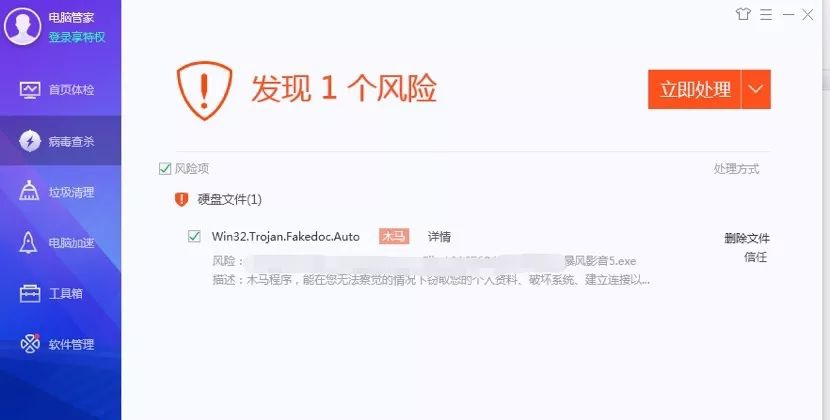 电脑管家
登录享特权
首页体检
病毒查杀
垃圾清理
电脑加速
工具箱
软件管理
发现 1 个风险
立即处理
风险项
处理方式
硬盘文件(1)
Win32.Trojan.Fakedoc.Auto 木马 详情
删除文件
风险： 暴风影音5.exe
信任
描述：木马程序，能在您无法察觉的情况下窃取您的个人资料、破坏系统、建立连接以...